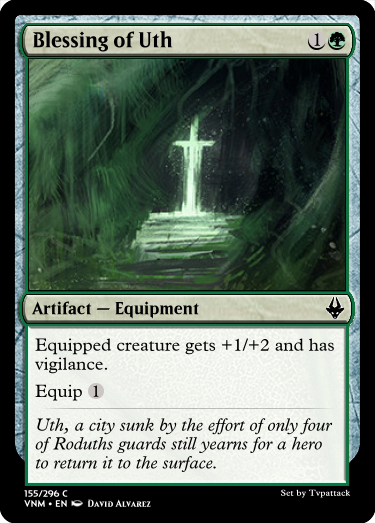 Blessing of Uth 1
Artifact — Equipment
Equipped creature gets +1/+2 and has
vigilance.
Equip 1
Uth, a city sunk by the effort of only four
of Roduths guards still yearns for a hero
to return it to the surface.
155/296 C
VNM • EN DAVID ALVAREZ
Set by Tvpattack